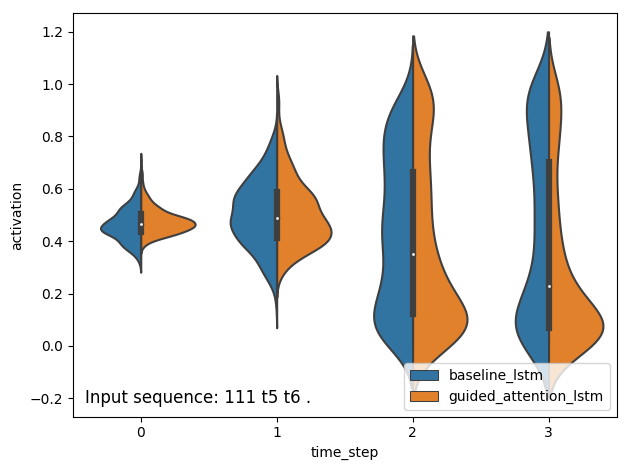 1.2
1.0
0.8
0.6
0.4
0.2
0.0
−0.2
activation
Input sequence: 111 t5 t6 .
baseline_lstm
guided_attention_lstm
0 1 2 3
time_step